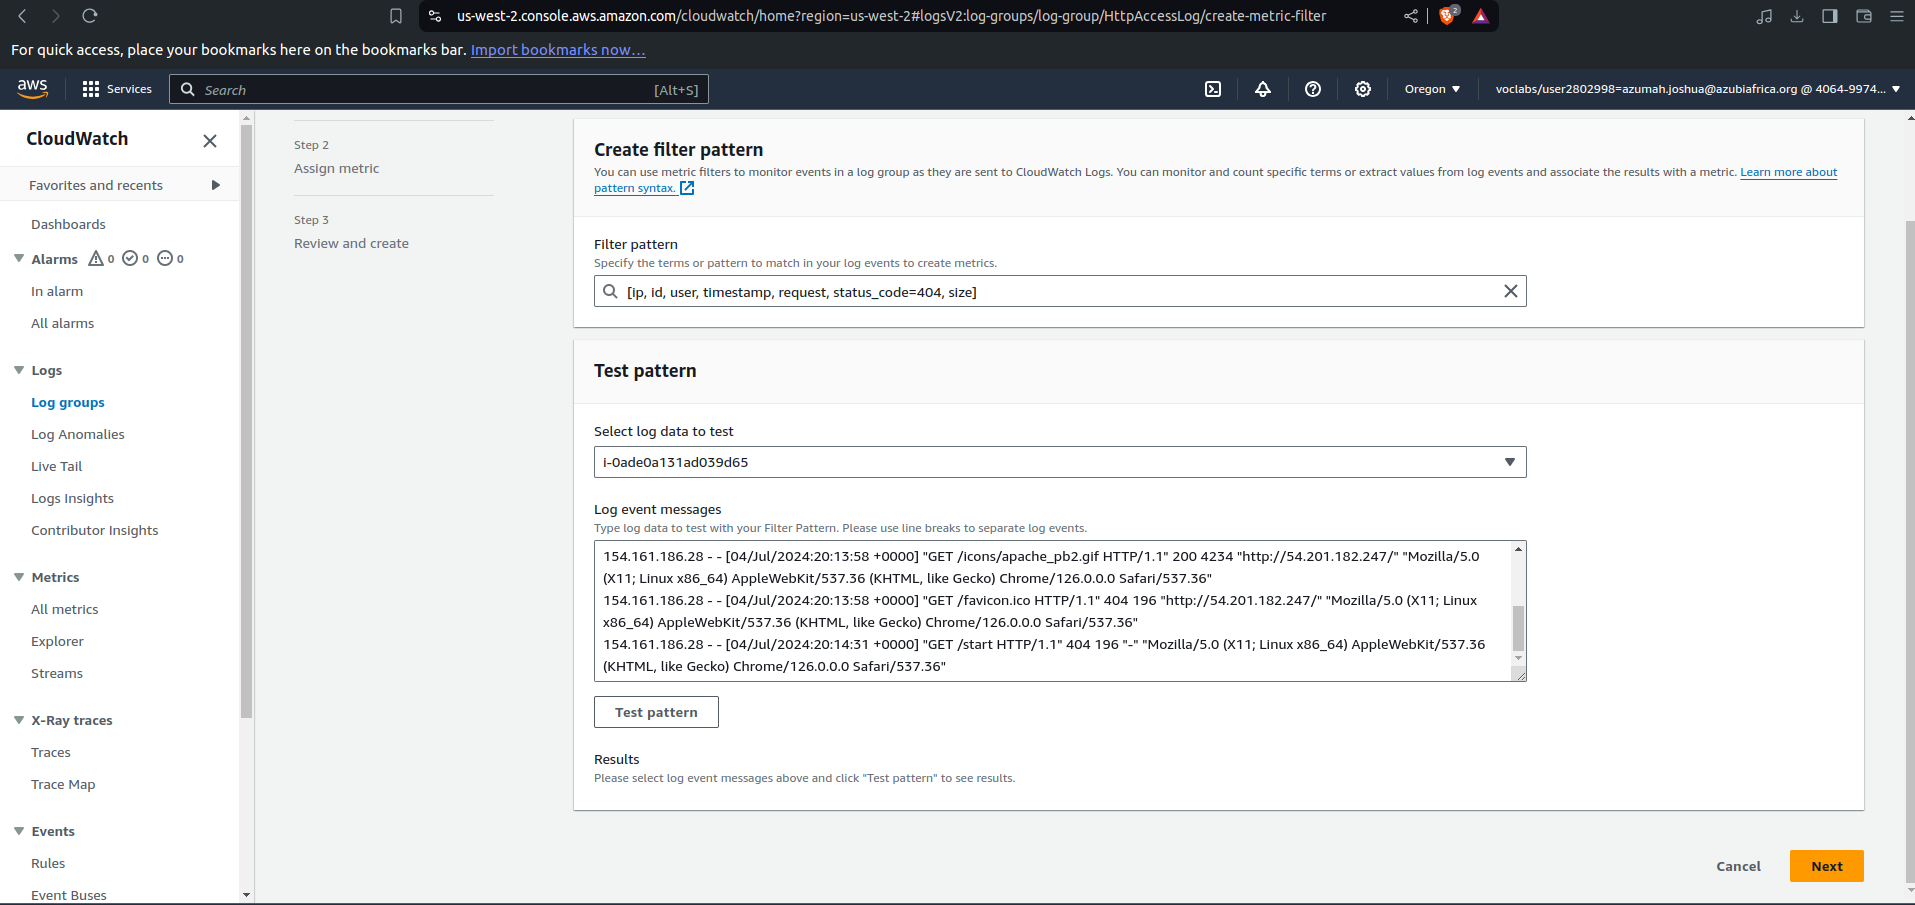 us-west-2.console.aws.amazon.com/cloudwatch/home?region=us-west-2#logsV2:log-groups/log-group/HttpAccessLog/create-metric-filter
2
For quick access, place your bookmarks here on the bookmarks bar. Import bookmarks now…
aws
Services
Search
[Alt+S]
Oregon
voclabs/user2802998=azumah.joshua@azubiafrica.org @ 4064-9974...
CloudWatch
Favorites and recents
Dashboards
Alarms 0 0 0
In alarm
All alarms
Logs
Log groups
Log Anomalies
Live Tail
Logs Insights
Contributor Insights
Metrics
All metrics
Explorer
Streams
X-Ray traces
Traces
Trace Map
Events
Rules
Event Buses
Step 2
Assign metric
Step 3
Review and create
Create filter pattern
You can use metric filters to monitor events in a log group as they are sent to CloudWatch Logs. You can monitor and count specific terms or extract values from log events and associate the results with a metric. Learn more about
pattern syntax.
Filter pattern
Specify the terms or pattern to match in your log events to create metrics.
[ip, id, user, timestamp, request, status_code=404, size]
Test pattern
Select log data to test
i-0ade0a131ad039d65
Log event messages
Type log data to test with your Filter Pattern. Please use line breaks to separate log events.
154.161.186.28 - - [04/Jul/2024:20:13:58 +0000] "GET /icons/apache_pb2.gif HTTP/1.1" 200 4234 "http://54.201.182.247/" "Mozilla/5.0
(X11; Linux x86_64) AppleWebKit/537.36 (KHTML, like Gecko) Chrome/126.0.0.0 Safari/537.36"
154.161.186.28 - - [04/Jul/2024:20:13:58 +0000] "GET /favicon.ico HTTP/1.1" 404 196 "http://54.201.182.247/" "Mozilla/5.0 (X11; Linux
x86_64) AppleWebKit/537.36 (KHTML, like Gecko) Chrome/126.0.0.0 Safari/537.36"
154.161.186.28 - - [04/Jul/2024:20:14:31 +0000] "GET /start HTTP/1.1" 404 196 "-" "Mozilla/5.0 (X11; Linux x86_64) AppleWebKit/537.36
(KHTML, like Gecko) Chrome/126.0.0.0 Safari/537.36"
Test pattern
Results
Please select log event messages above and click "Test pattern" to see results.
Cancel
Next